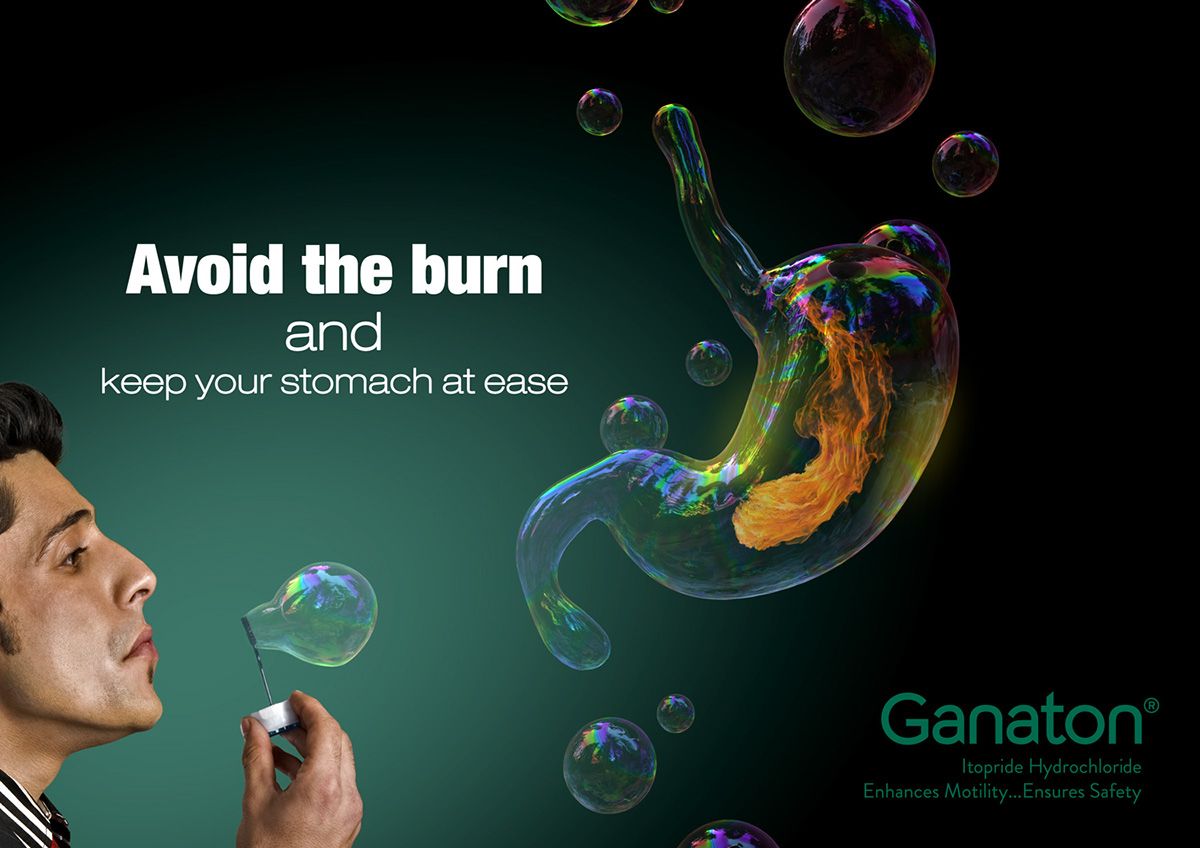 Avoid the burn
and
keep your stomach at ease
Ganaton®
Itopride Hydrochloride
Enhances Motility...Ensures Safety